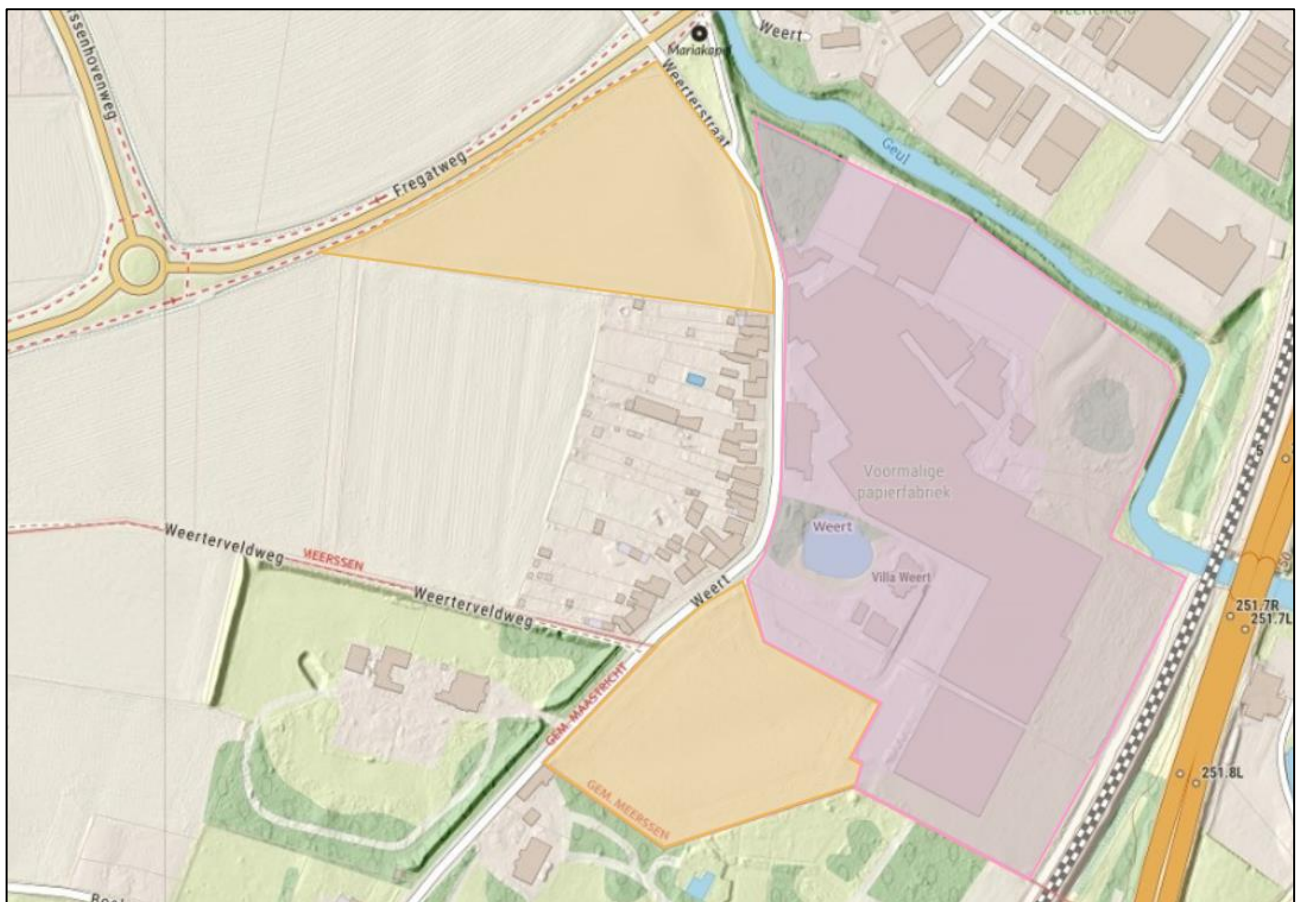 Weert
Mariakapel
Weerterstraat
Fregatweg
Geul
Voormalige
papierfabriek
Weert
Villa Weert
Weerterveldweg
MEERSSEN
Weerterveldweg
Weert
251.7R
251.7L
GEM. MAASTRICHT
GEM. MEERSSEN
251.8L